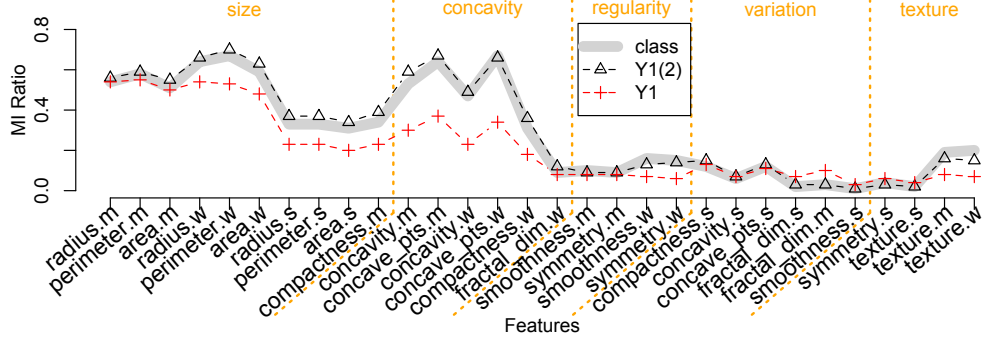 size concavity regularity variation texture
MI Ratio
0.8
0.4
0.0
class
Y1(2)
Y1
radius.m
perimeter.m
area.m
radius.w
perimeter.w
area.w
radius.s
perimeter.s
area.s
compactness.m
concavity.m
concave_pts.m
concavity.w
concave_pts.w
compactness.w
fractal_dim.w
smoothness.m
symmetry.m
smoothness.w
symmetry.w
compactness.s
concavity.s
concave_pts.s
fractal_dim.s
fractal_dim.m
smoothness.s
symmetry.s
texture.s
texture.m
texture.w
Features